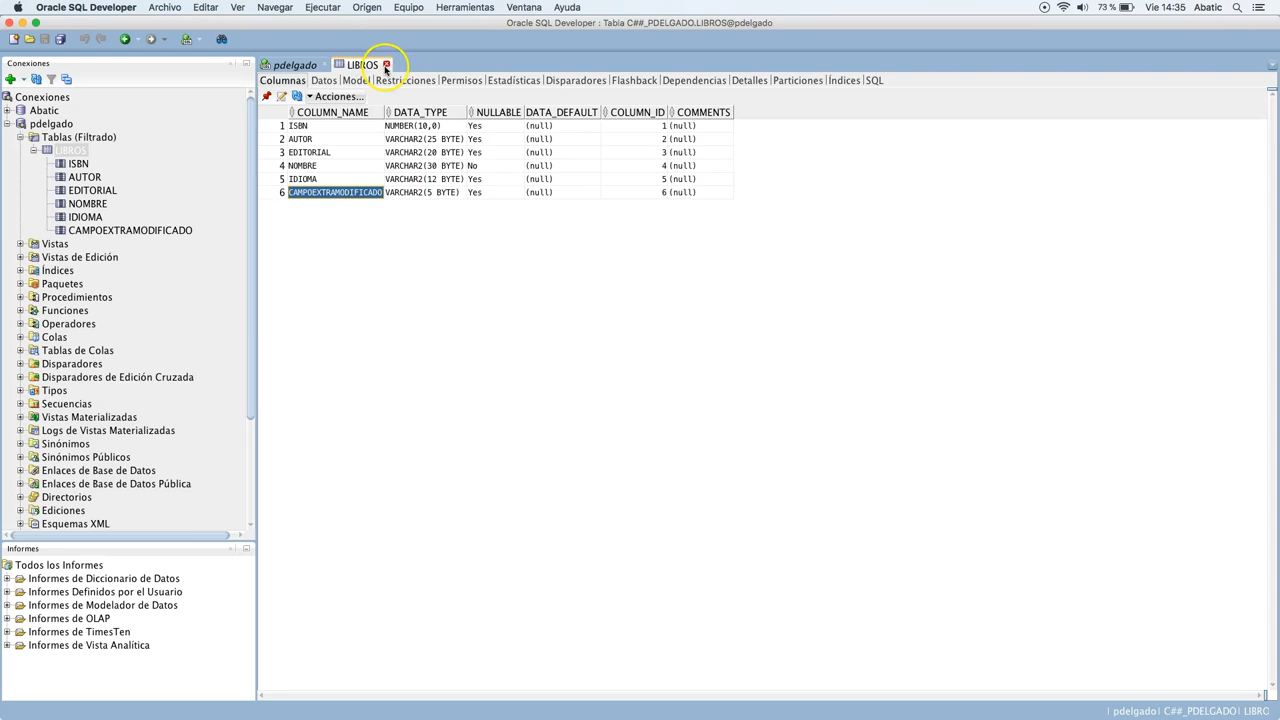 Oracle SQL Developer Archivo Editar Ver Navegar Ejecutar Origen Equipo Herramientas Ventana Ayuda 73 % Vie 14:35 Abatic
Oracle SQL Developer : Tabla C##_PDELGADO.LIBROS@pdelgado
Conexiones
Conexiones
Abatic
pdelgado
Tablas (Filtrado)
LIBROS
ISBN
AUTOR
EDITORIAL
NOMBRE
IDIOMA
CAMPOEXTRAMODIFICADO
Vistas
Vistas de Edición
Índices
Paquetes
Procedimientos
Funciones
Operadores
Colas
Tablas de Colas
Disparadores
Disparadores de Edición Cruzada
Tipos
Secuencias
Vistas Materializadas
Logs de Vistas Materializadas
Sinónimos
Sinónimos Públicos
Enlaces de Base de Datos
Enlaces de Base de Datos Pública
Directorios
Ediciones
Esquemas XML
Informes
Todos los Informes
Informes de Diccionario de Datos
Informes Definidos por el Usuario
Informes de Modelador de Datos
Informes de OLAP
Informes de TimesTen
Informes de Vista Analítica
pdelgado LIBROS
Columnas Datos Model Restricciones Permisos Estadísticas Disparadores Flashback Dependencias Detalles Particiones Índices SQL
Acciones...
COLUMN_NAME DATA_TYPE NULLABLE DATA_DEFAULT COLUMN_ID COMMENTS
1 ISBN NUMBER(10,0) Yes (null) 1 (null)
2 AUTOR VARCHAR2(25 BYTE) Yes (null) 2 (null)
3 EDITORIAL VARCHAR2(20 BYTE) Yes (null) 3 (null)
4 NOMBRE VARCHAR2(30 BYTE) No (null) 4 (null)
5 IDIOMA VARCHAR2(12 BYTE) Yes (null) 5 (null)
6 CAMPOEXTRAMODIFICADO VARCHAR2(5 BYTE) Yes (null) 6 (null)
pdelgado| C##_PDELGADO| LIBRO